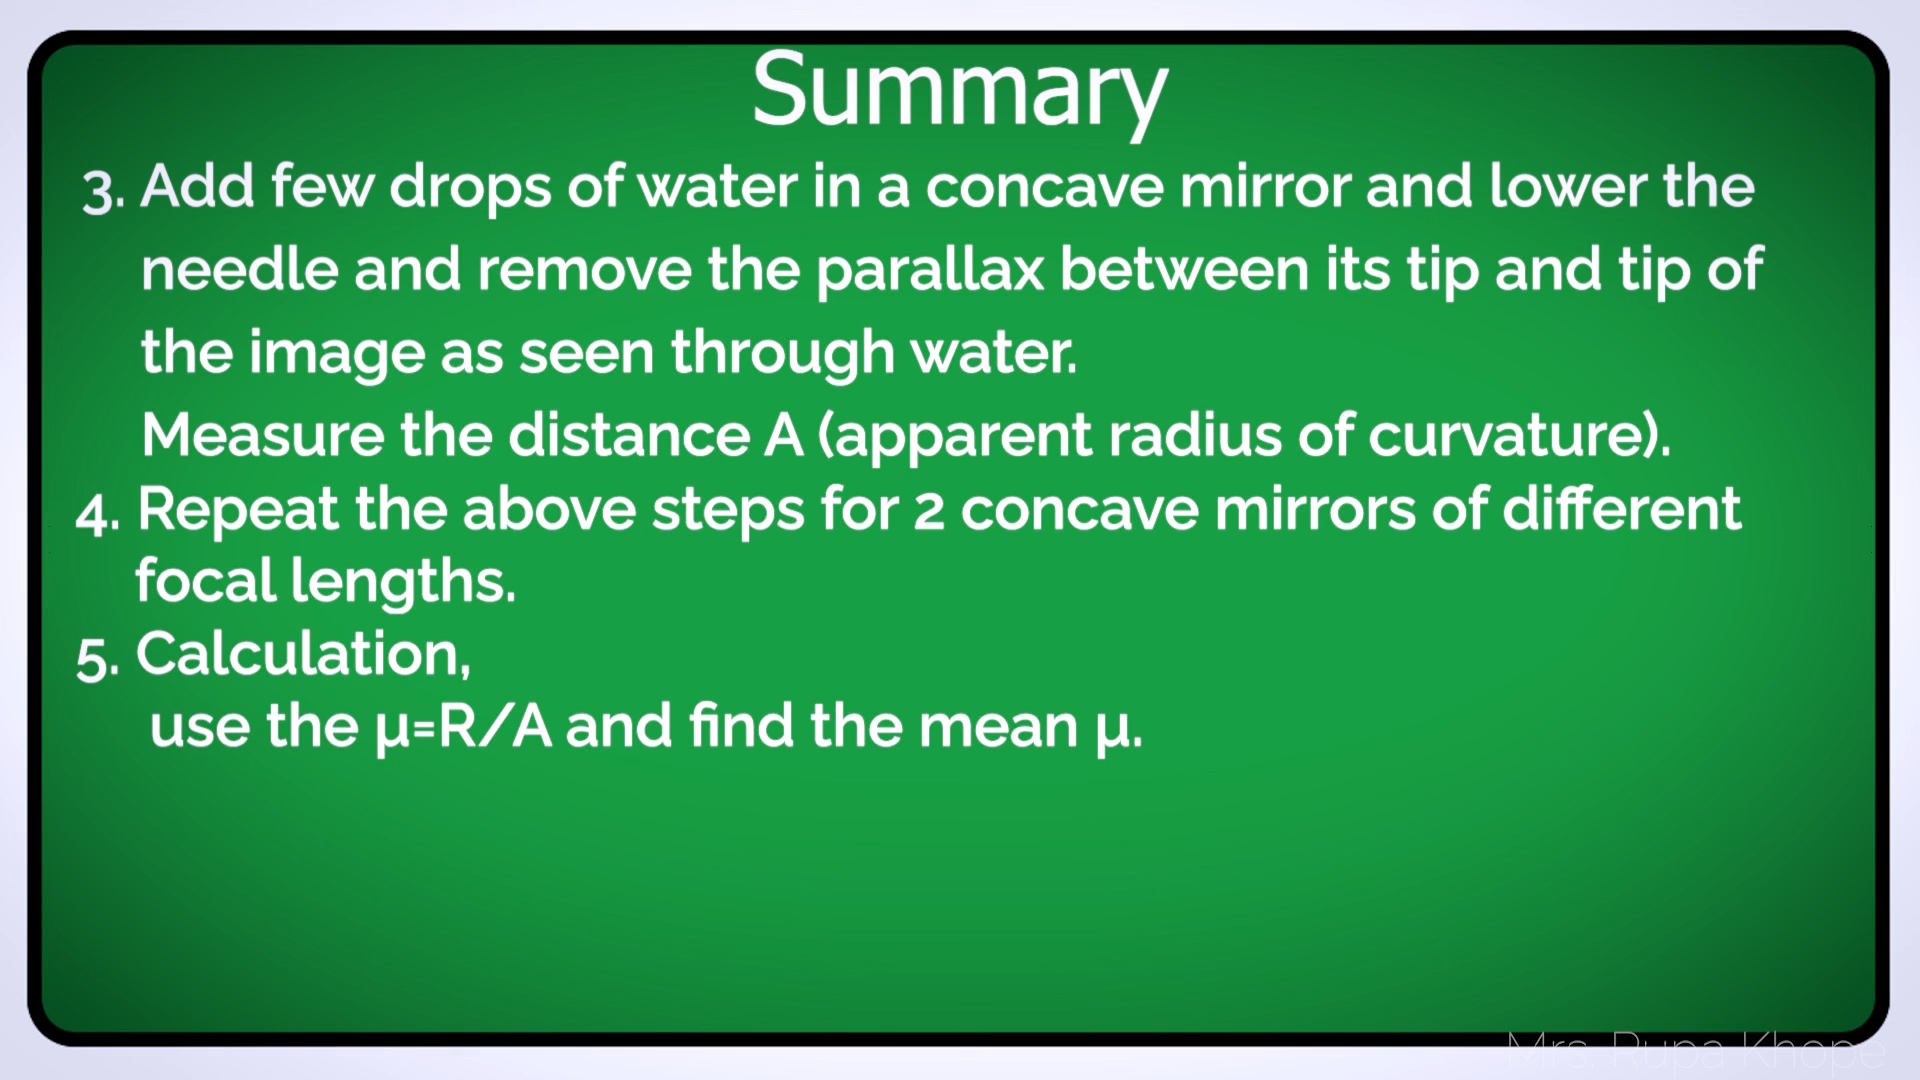 Summary
3. Add few drops of water in a concave mirror and lower the
needle and remove the parallax between its tip and tip of
the image as seen through water.
Measure the distance A (apparent radius of curvature).
4. Repeat the above steps for 2 concave mirrors of different
focal lengths.
5. Calculation,
use the µ=R/A and find the mean µ.
Mrs. Rupa Khope